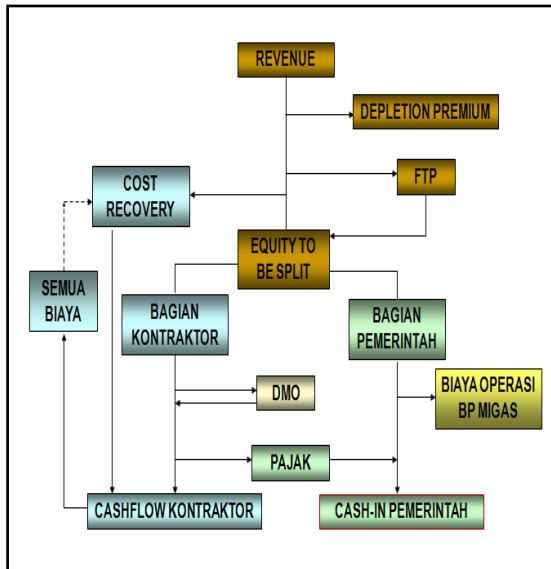 REVENUE
DEPLETION PREMIUM
FTP
COST
RECOVERY
EQUITY TO
BE SPLIT
SEMUA
BIAYA
BAGIAN
KONTRAKTOR
BAGIAN
PEMERINTAH
DMO
BIAYA OPERASI
BP MIGAS
PAJAK
CASHFLOW KONTRAKTOR
CASH-IN PEMERINTAH